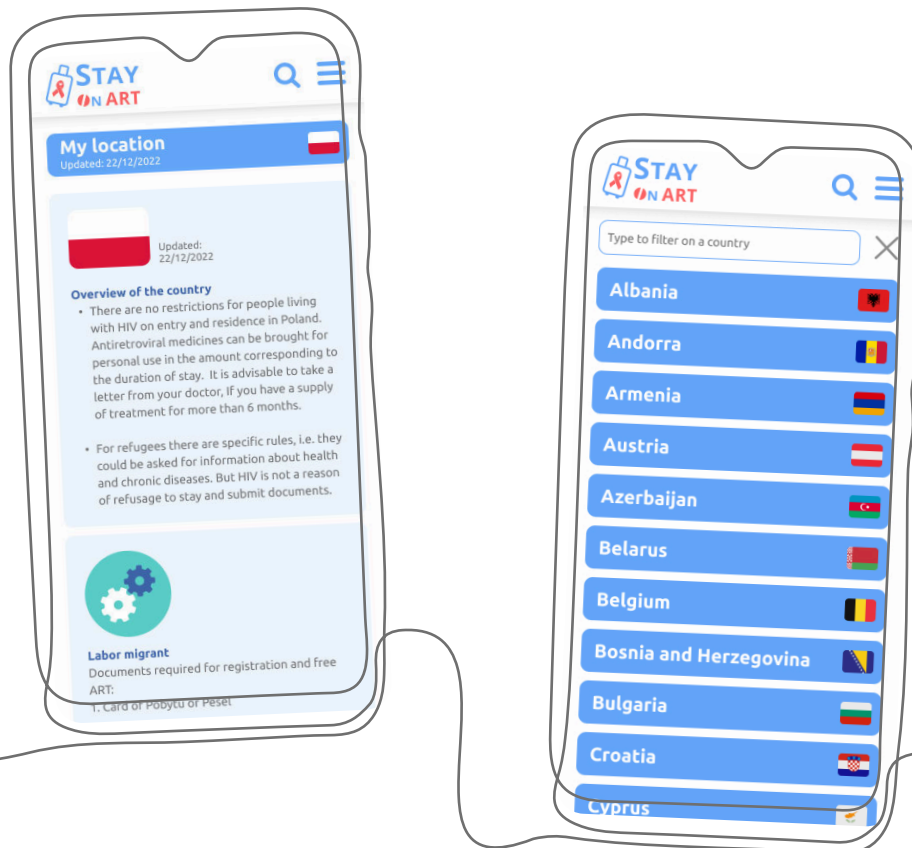 STAY
ON ART
My location
Updated: 22/12/2022
Updated:
22/12/2022
Overview of the country
• There are no restrictions for people living
with HIV on entry and residence in Poland.
Antiretroviral medicines can be brought for
personal use in the amount corresponding to
the duration of stay. It is advisable to take a
letter from your doctor, If you have a supply
of treatment for more than 6 months.
• For refugees there are specific rules, i.e. they
could be asked for information about health
and chronic diseases. But HIV is not a reason
of refusage to stay and submit documents.
Labor migrant
Documents required for registration and free
ART:
1. Card of Pobytu or Pesel
STAY
ON ART
Type to filter on a country
Albania
Andorra
Armenia
Austria
Azerbaijan
Belarus
Belgium
Bosnia and Herzegovina
Bulgaria
Croatia
Cyprus